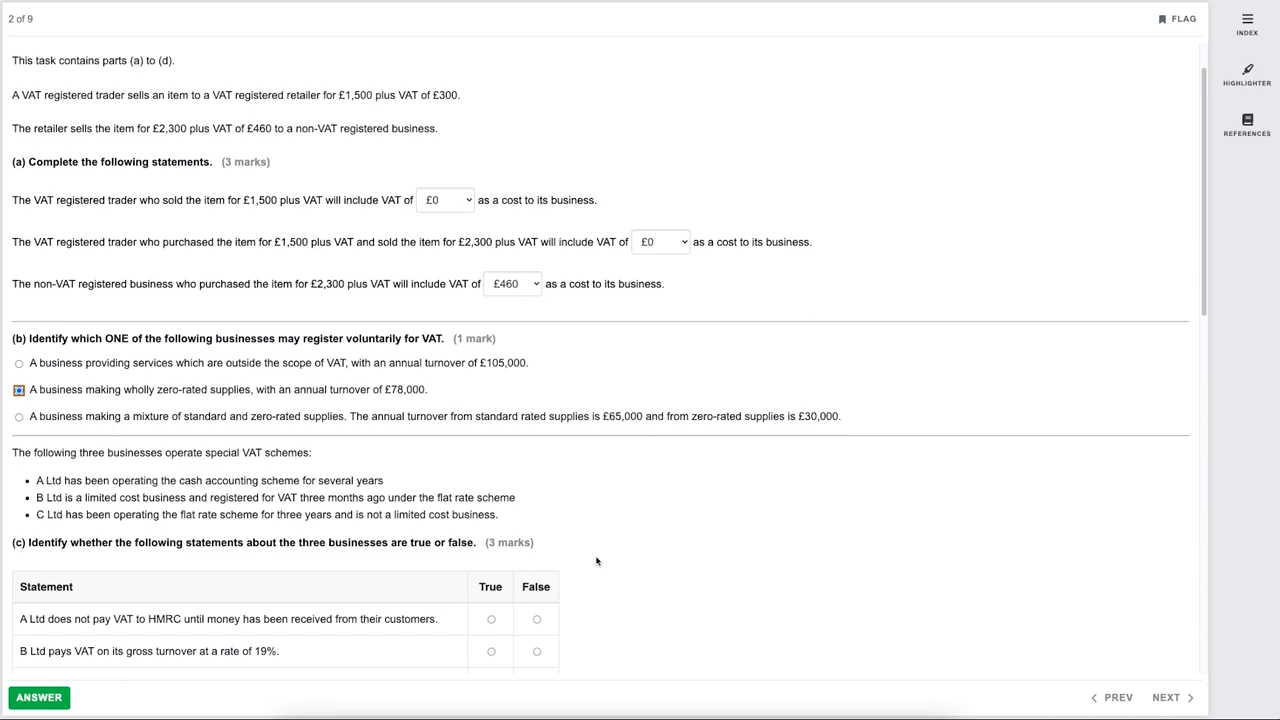 2 of 9
FLAG
INDEX
HIGHLIGHTER
REFERENCES
This task contains parts (a) to (d).
A VAT registered trader sells an item to a VAT registered retailer for £1,500 plus VAT of £300.
The retailer sells the item for £2,300 plus VAT of £460 to a non-VAT registered business.
(a) Complete the following statements. (3 marks)
The VAT registered trader who sold the item for £1,500 plus VAT will include VAT of £0 as a cost to its business.
The VAT registered trader who purchased the item for £1,500 plus VAT and sold the item for £2,300 plus VAT will include VAT of £0 as a cost to its business.
The non-VAT registered business who purchased the item for £2,300 plus VAT will include VAT of £460 as a cost to its business.
(b) Identify which ONE of the following businesses may register voluntarily for VAT. (1 mark)
A business providing services which are outside the scope of VAT, with an annual turnover of £105,000.
A business making wholly zero-rated supplies, with an annual turnover of £78,000.
A business making a mixture of standard and zero-rated supplies. The annual turnover from standard rated supplies is £65,000 and from zero-rated supplies is £30,000.
The following three businesses operate special VAT schemes:
• A Ltd has been operating the cash accounting scheme for several years
• B Ltd is a limited cost business and registered for VAT three months ago under the flat rate scheme
• C Ltd has been operating the flat rate scheme for three years and is not a limited cost business.
(c) Identify whether the following statements about the three businesses are true or false. (3 marks)
Statement True False
A Ltd does not pay VAT to HMRC until money has been received from their customers.
B Ltd pays VAT on its gross turnover at a rate of 19%.
ANSWER
PREV NEXT